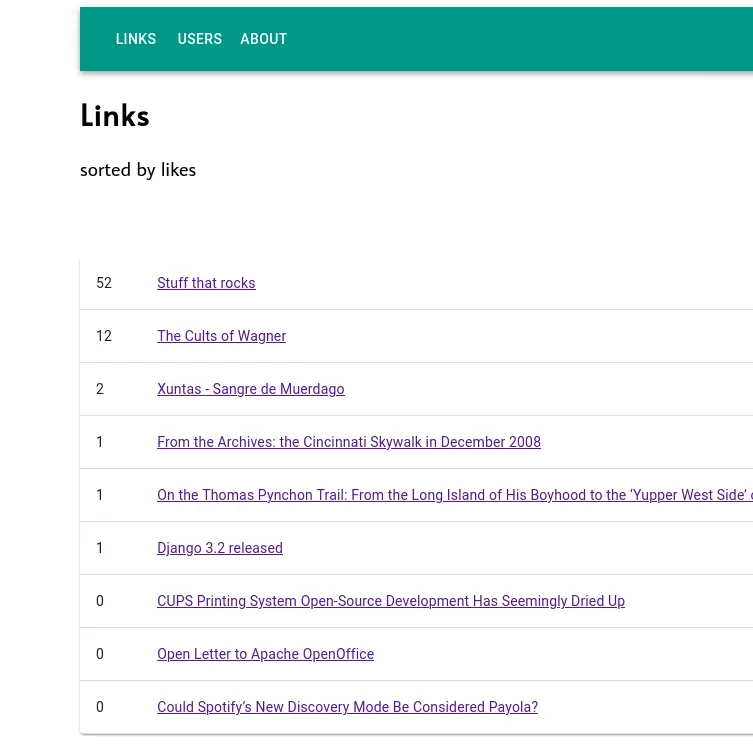 LINKS USERS ABOUT
Links
sorted by likes
52 Stuff that rocks
12 The Cults of Wagner
2 Xuntas - Sangre de Muerdago
1 From the Archives: the Cincinnati Skywalk in December 2008
1 On the Thomas Pynchon Trail: From the Long Island of His Boyhood to the ‘Yupper West Side’
1 Django 3.2 released
0 CUPS Printing System Open-Source Development Has Seemingly Dried Up
0 Open Letter to Apache OpenOffice
0 Could Spotify’s New Discovery Mode Be Considered Payola?